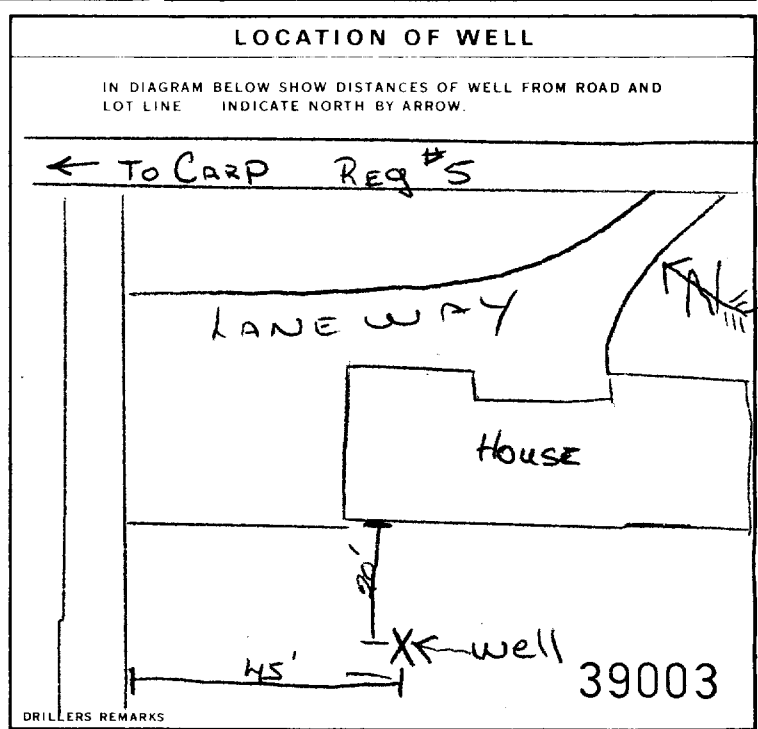 LOCATION OF WELL
IN DIAGRAM BELOW SHOW DISTANCES OF WELL FROM ROAD AND
LOT LINE INDICATE NORTH BY ARROW.
← TO CARP Reg #5
N
LANE WAY
House
well
45'
39003
DRILLERS REMARKS